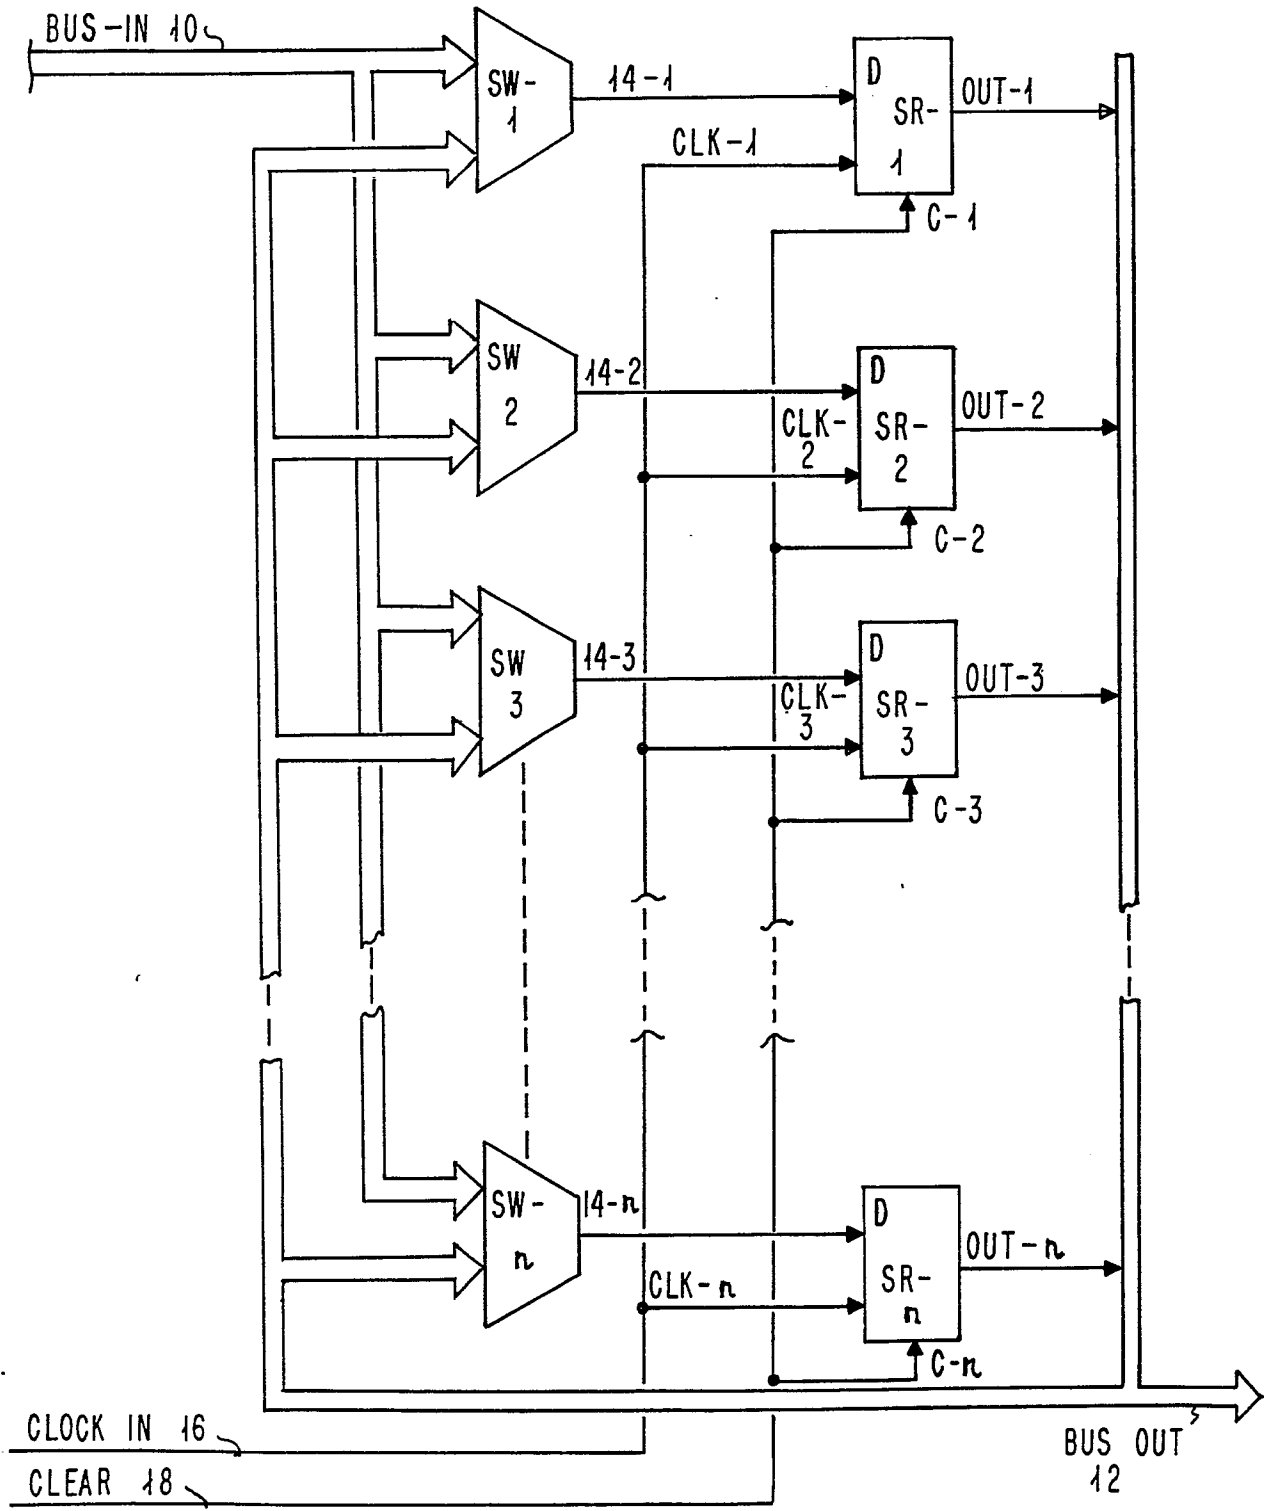 BUS-IN 10
SW-
1
14-1
D
SR-
1
OUT-1
CLK-1
C-1
SW
2
14-2
D
SR-
2
OUT-2
CLK-
2
C-2
SW
3
14-3
D
SR-
3
OUT-3
CLK-
3
C-3
SW-
n
14-n
D
SR-
n
OUT-n
CLK-n
C-n
CLOCK IN 16
CLEAR 18
BUS OUT
12